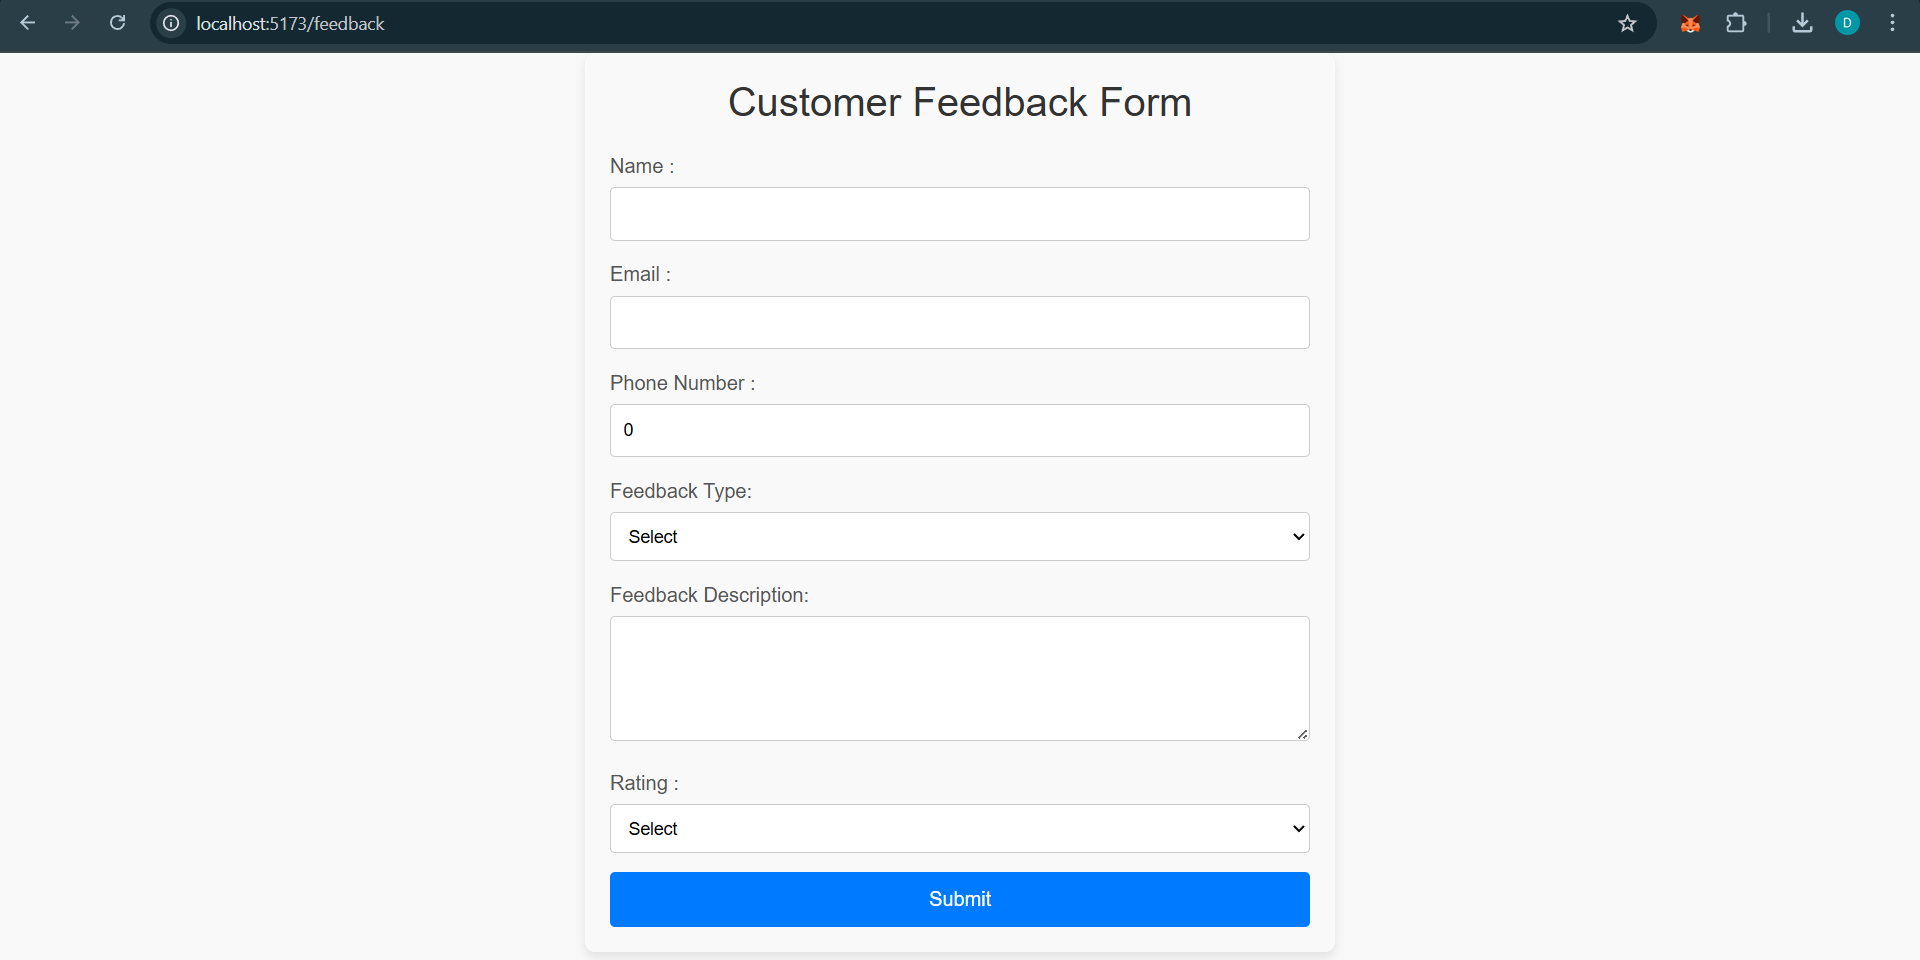 localhost:5173/feedback
D
Customer Feedback Form
Name :
Email :
Phone Number :
0
Feedback Type:
Select
Feedback Description:
Rating :
Select
Submit